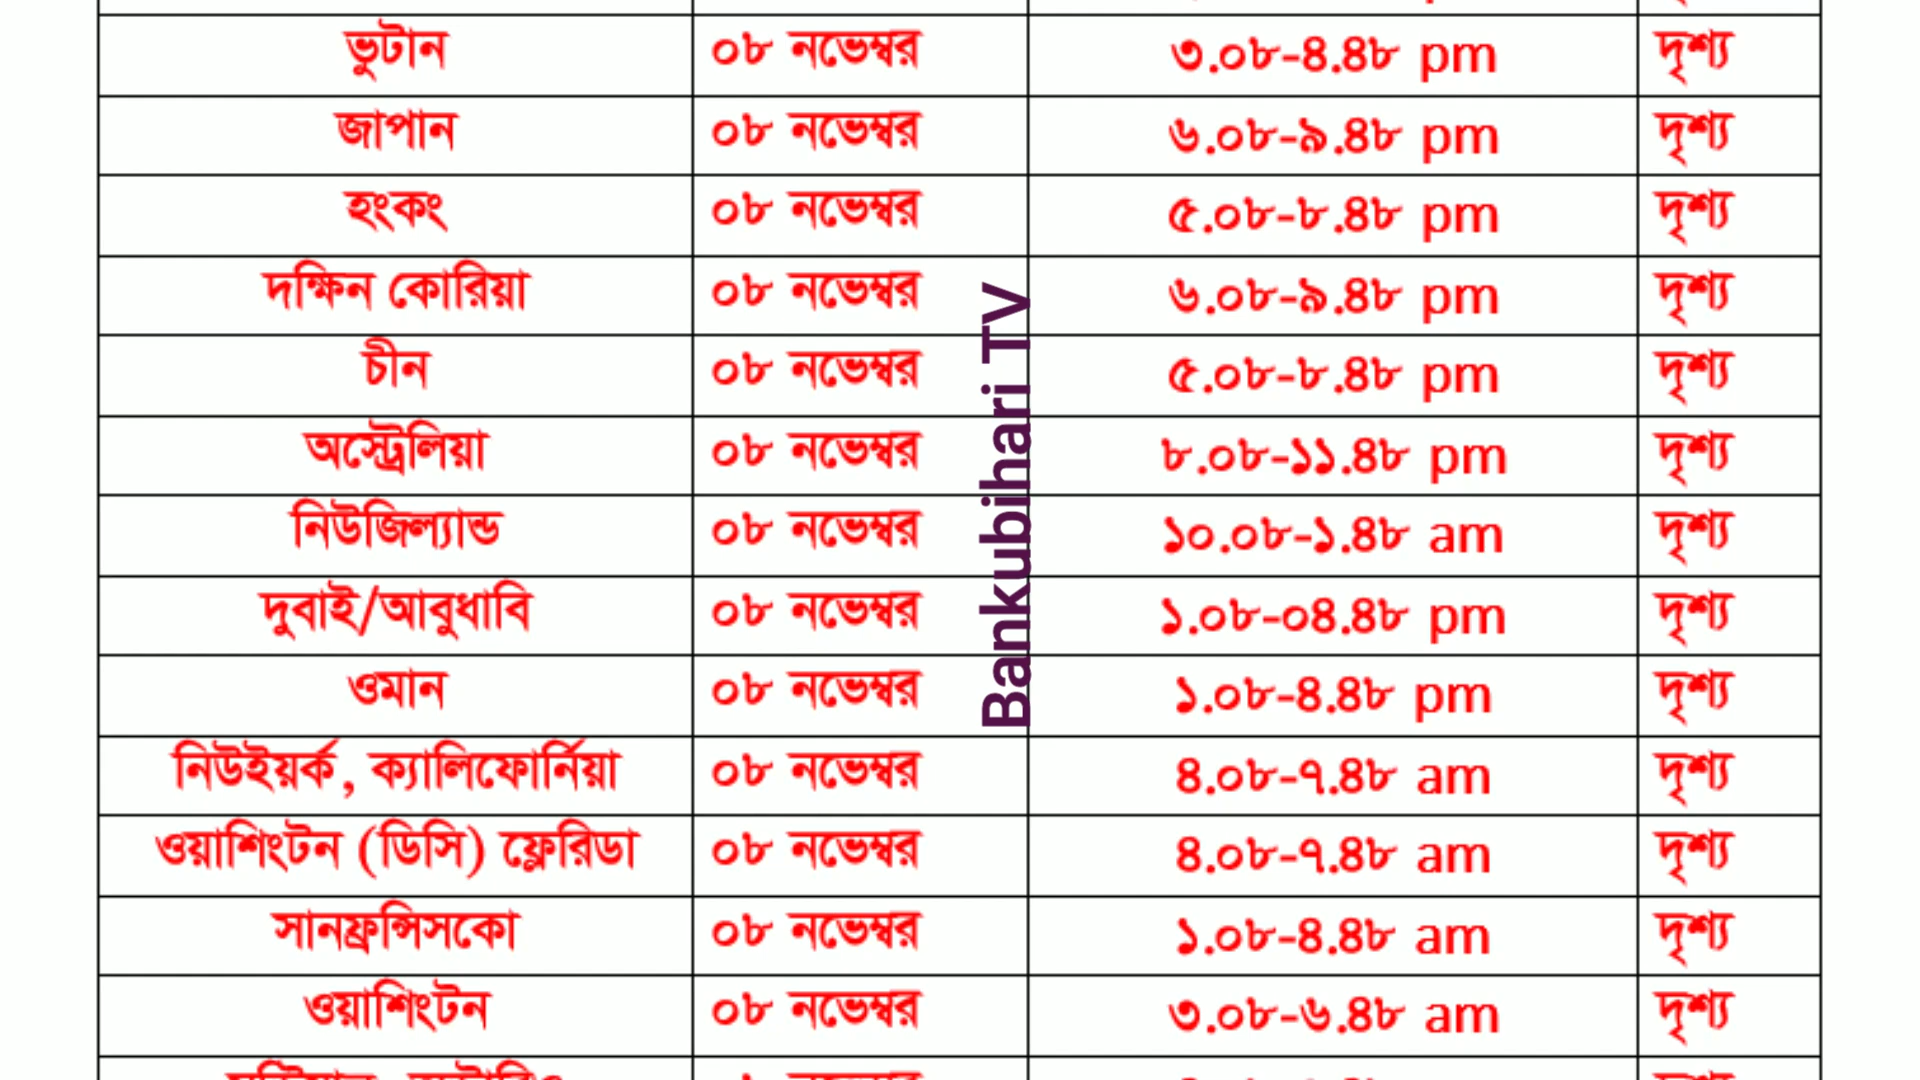 ভুটান ০৮ নভেম্বর ৩.০৮-৪.৪৮ pm দৃশ্য
জাপান ০৮ নভেম্বর ৬.০৮-৯.৪৮ pm দৃশ্য
হংকং ০৮ নভেম্বর ৫.০৮-৮.৪৮ pm দৃশ্য
দক্ষিন কোরিয়া ০৮ নভেম্বর ৬.০৮-৯.৪৮ pm দৃশ্য
চীন ০৮ নভেম্বর ৫.০৮-৮.৪৮ pm দৃশ্য
অস্ট্রেলিয়া ০৮ নভেম্বর ৮.০৮-১১.৪৮ pm দৃশ্য
নিউজিল্যান্ড ০৮ নভেম্বর ১০.০৮-১.৪৮ am দৃশ্য
দুবাই/আবুধাবি ০৮ নভেম্বর ১.০৮-০৪.৪৮ pm দৃশ্য
ওমান ০৮ নভেম্বর ১.০৮-৪.৪৮ pm দৃশ্য
নিউইয়র্ক, ক্যালিফোর্নিয়া ০৮ নভেম্বর ৪.০৮-৭.৪৮ am দৃশ্য
ওয়াশিংটন (ডিসি) ফ্লেরিডা ০৮ নভেম্বর ৪.০৮-৭.৪৮ am দৃশ্য
সানফ্রন্সিসকো ০৮ নভেম্বর ১.০৮-৪.৪৮ am দৃশ্য
ওয়াশিংটন ০৮ নভেম্বর ৩.০৮-৬.৪৮ am দৃশ্য
Bankubihari TV